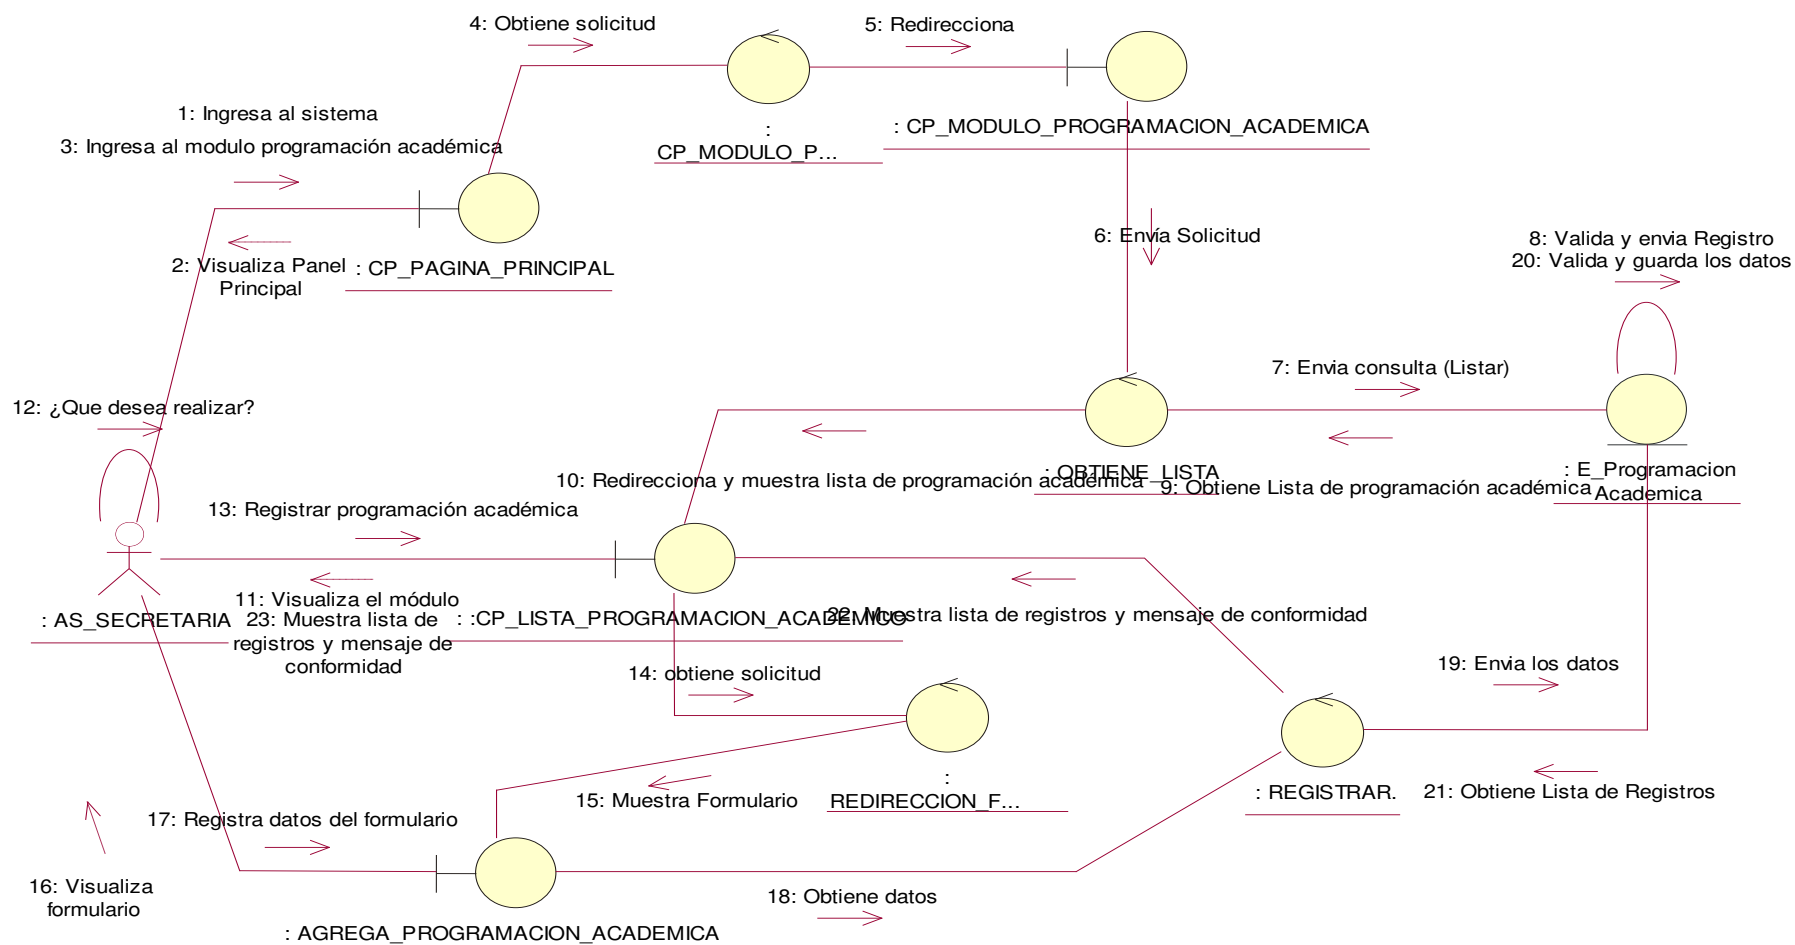 4: Obtiene solicitud
5: Redirecciona
1: Ingresa al sistema
3: Ingresa al modulo programación académica
:
CP_MODULO_P...
: CP_MODULO_PROGRAMACION_ACADEMICA
2: Visualiza Panel
Principal
: CP_PAGINA_PRINCIPAL
6: Envía Solicitud
8: Valida y envia Registro
20: Valida y guarda los datos
7: Envia consulta (Listar)
12: ¿Que desea realizar?
10: Redirecciona y muestra lista de programación académica
: OBTIENE_LISTA
9: Obtiene Lista de programación académica
: E_Programacion
Academica
13: Registrar programación académica
: AS_SECRETARIA
11: Visualiza el módulo
23: Muestra lista de
registros y mensaje de
conformidad
: :CP_LISTA_PROGRAMACION_ACADEMICO
22: Muestra lista de registros y mensaje de conformidad
14: obtiene solicitud
19: Envia los datos
15: Muestra Formulario
:
REDIRECCION_F...
: REGISTRAR.
21: Obtiene Lista de Registros
17: Registra datos del formulario
16: Visualiza
formulario
18: Obtiene datos
: AGREGA_PROGRAMACION_ACADEMICA